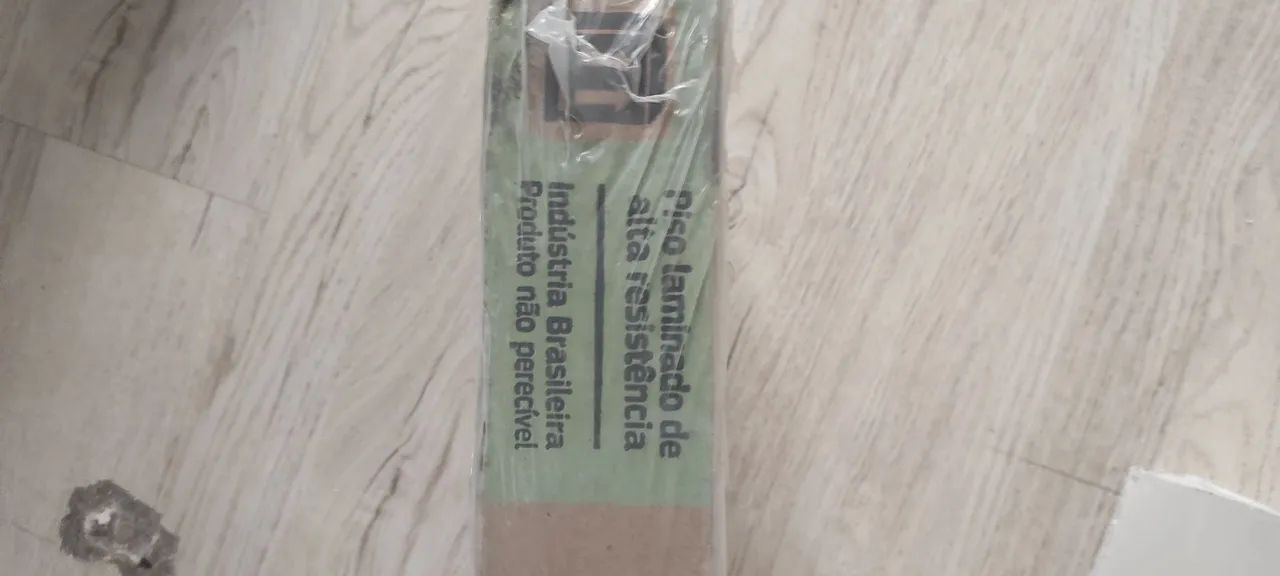 Piso laminado de
alta resistência
Indústria Brasileira
Produto não perecível